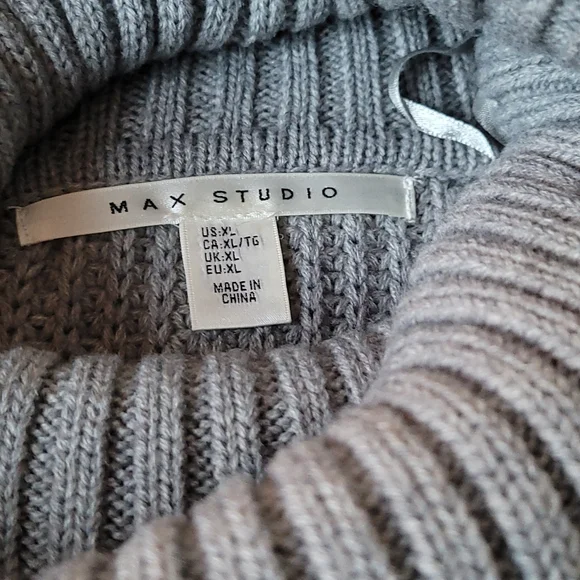 MAX STUDIO
US:XL
CA:XL/TG
UK:XL
EU:XL
MADE IN
CHINA